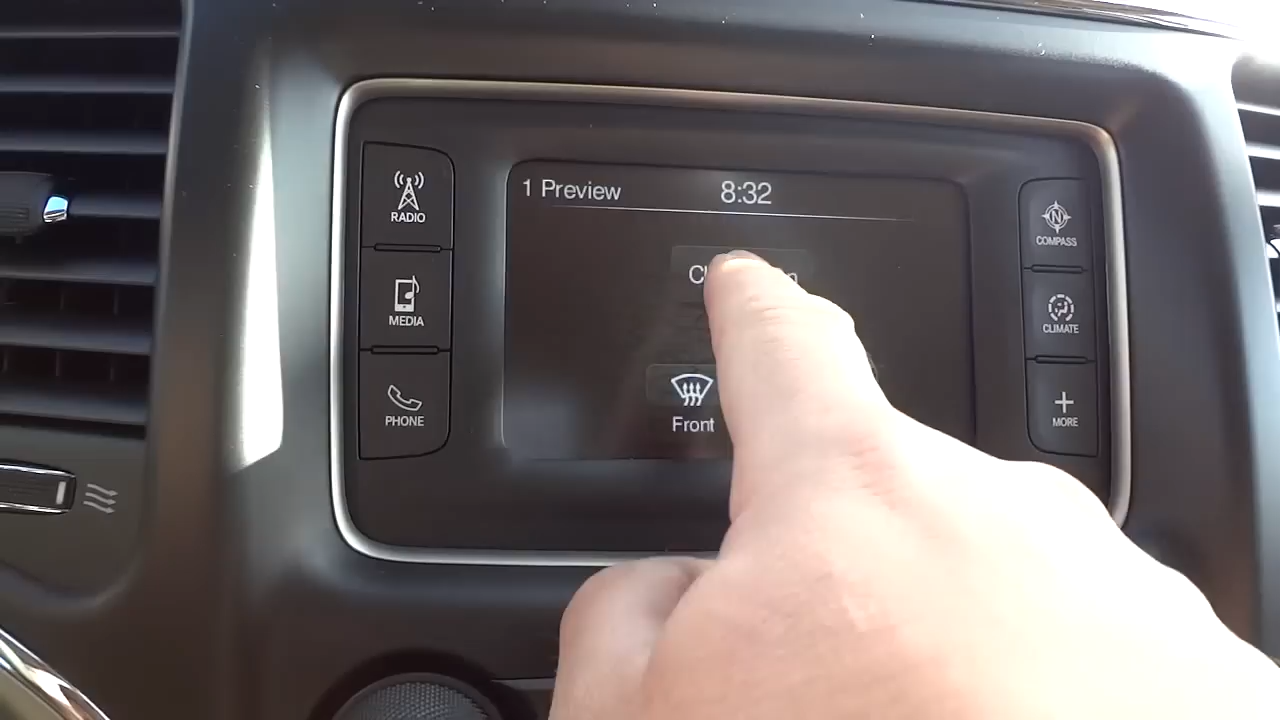 1 Preview 8:32
RADIO
MEDIA
PHONE
Front
N
COMPASS
CLIMATE
MORE